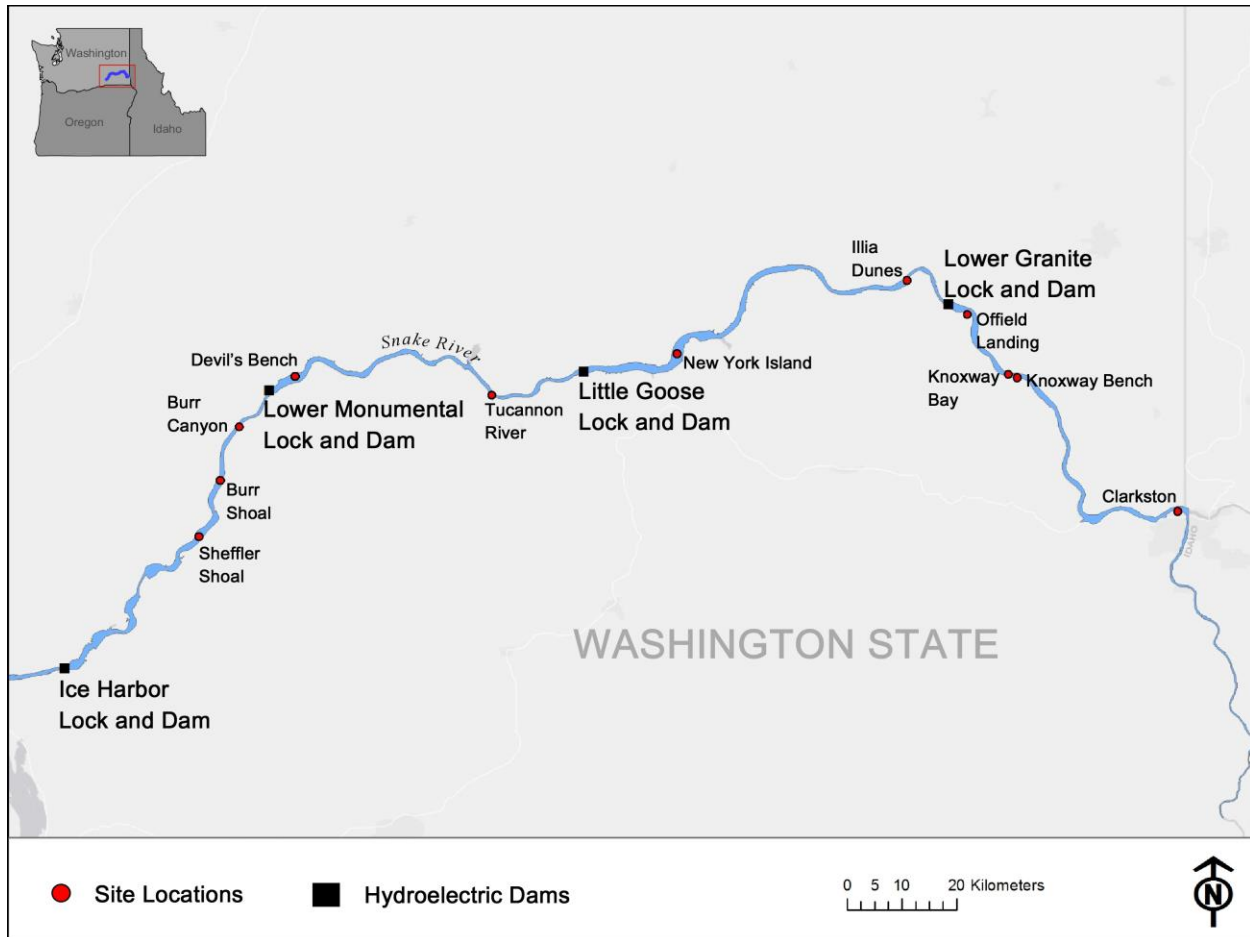 Washington
Oregon
Idaho
Illia
Dunes
Lower Granite
Lock and Dam
Offield
Landing
Snake River
Devil's Bench
New York Island
Knoxway
Bay
Knoxway Bench
Little Goose
Lock and Dam
Burr
Canyon
Lower Monumental
Lock and Dam
Tucannon
River
Burr
Shoal
Clarkston
IDAHO
Sheffler
Shoal
WASHINGTON STATE
Ice Harbor
Lock and Dam
Site Locations
Hydroelectric Dams
0 5 10 20 Kilometers
N